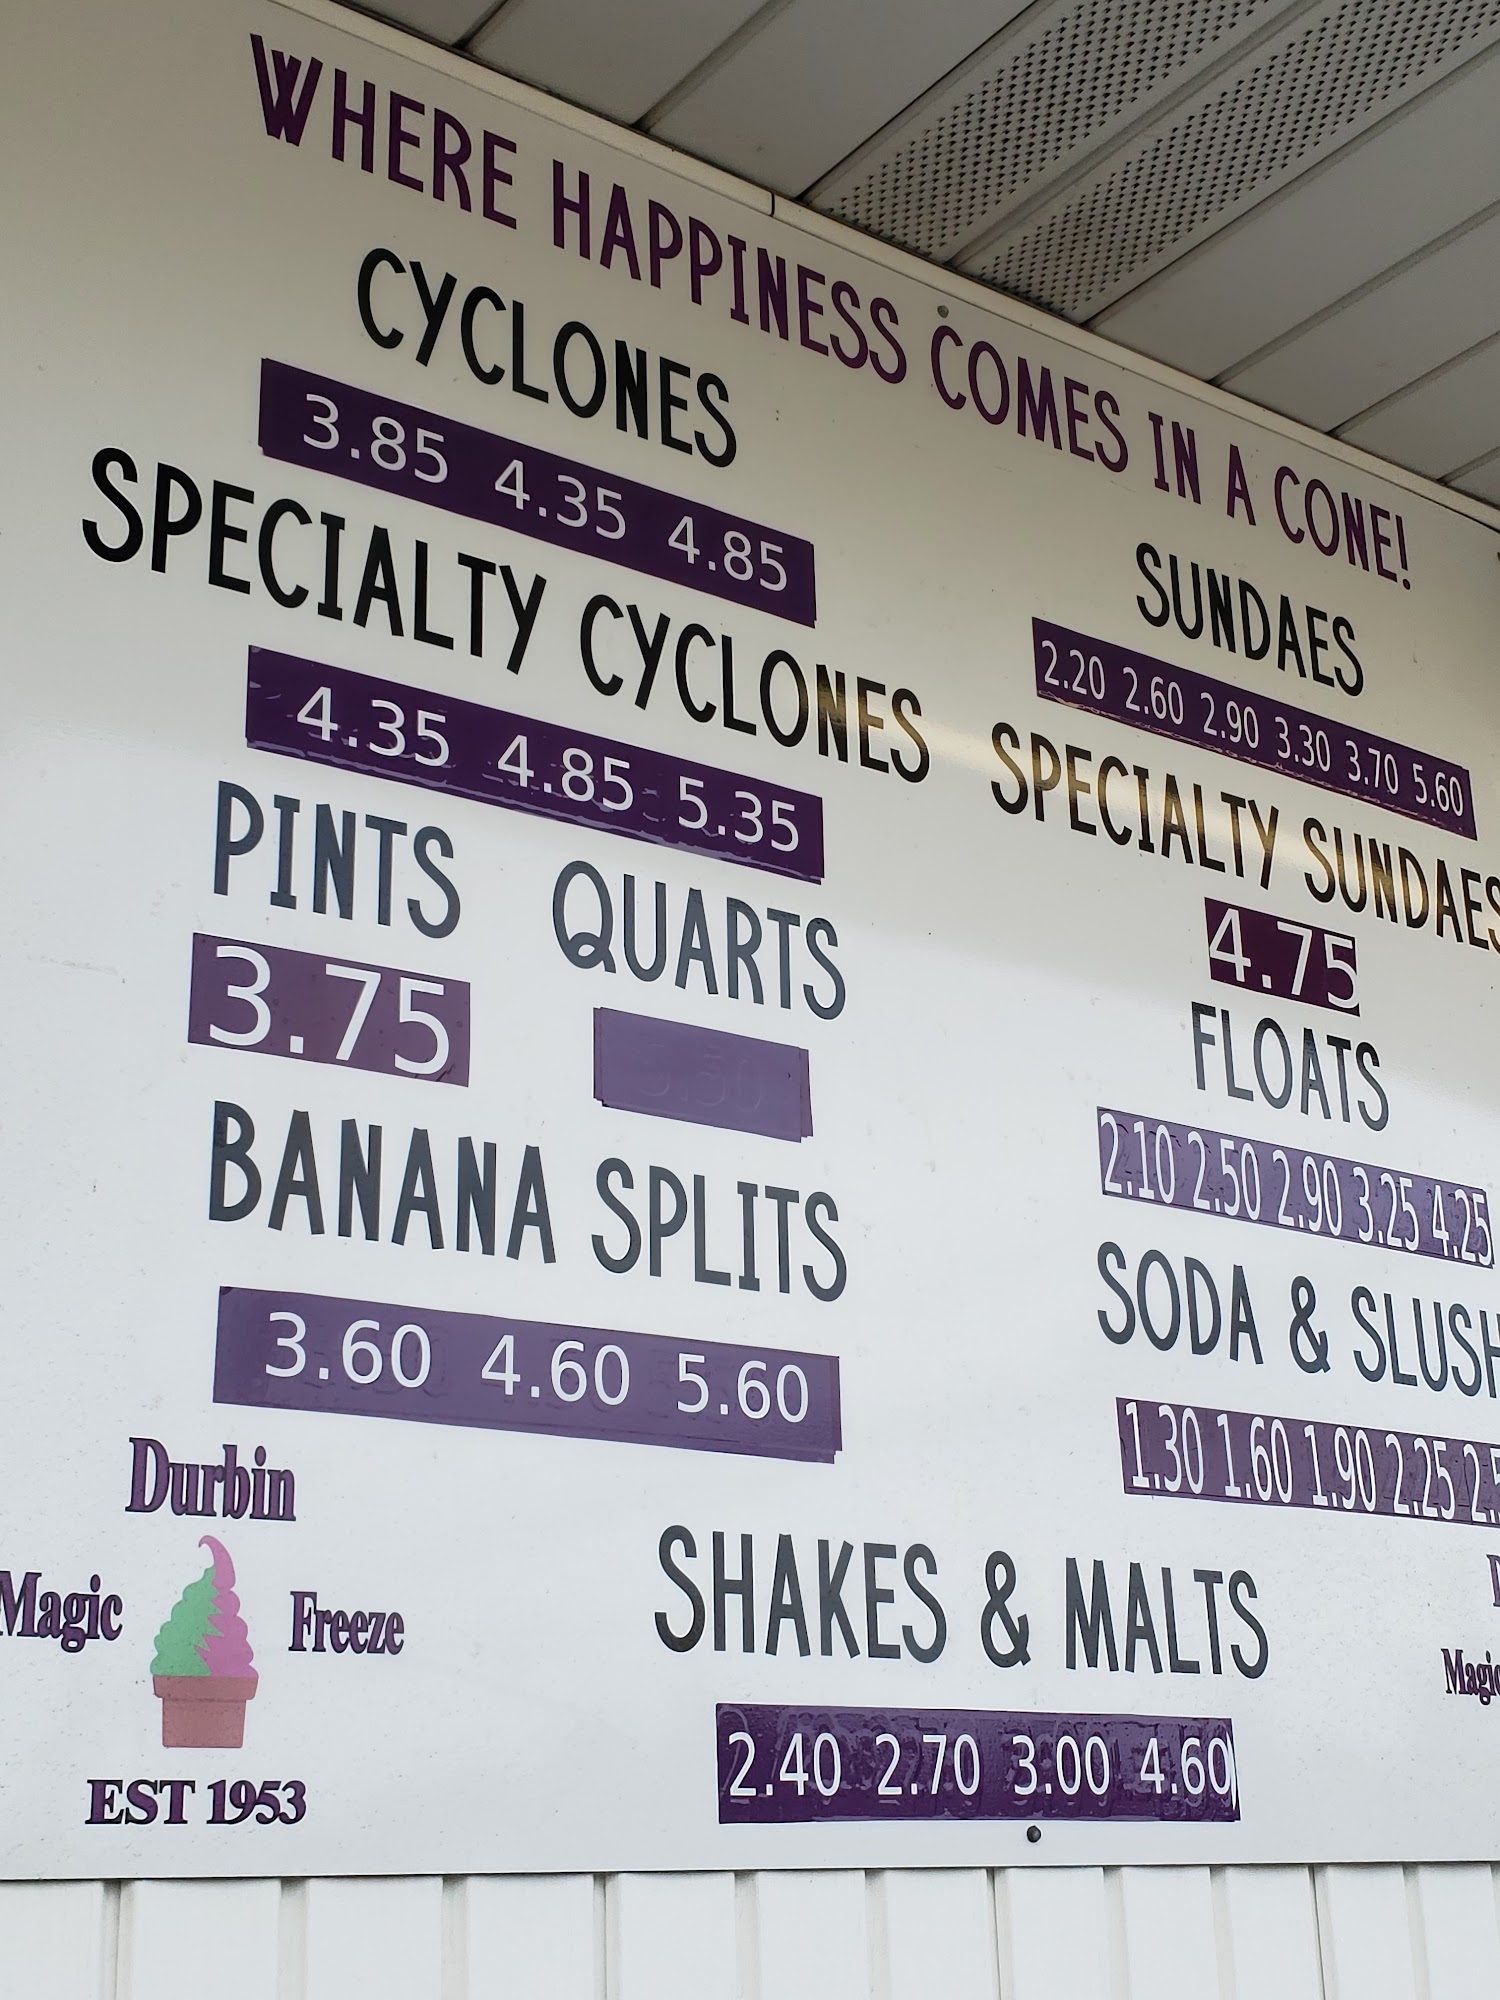 WHERE HAPPINESS COMES IN A CONE!
CYCLONES
3.85 4.35 4.85
SPECIALTY CYCLONES
4.35 4.85 5.35
PINTS QUARTS
3.75
BANANA SPLITS
3.60 4.60 5.60
SUNDAES
2.20 2.60 2.90 3.30 3.70 5.60
SPECIALTY SUNDAES
4.75
FLOATS
2.10 2.50 2.90 3.25 4.25
SODA & SLUSH
1.30 1.60 1.90 2.25
SHAKES & MALTS
2.40 2.70 3.00 4.60
Durbin
Magic Freeze
EST 1953
Magic